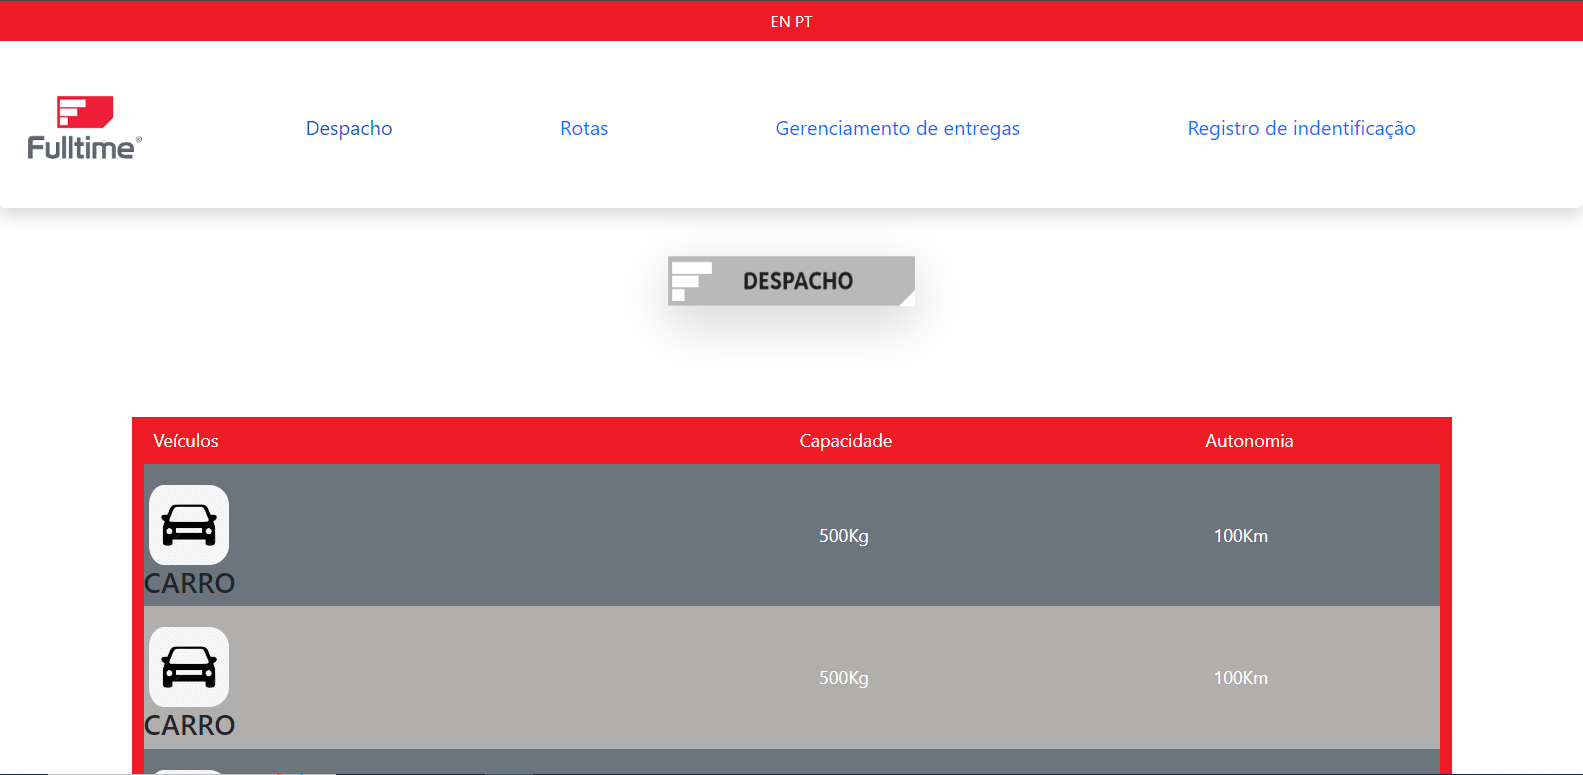 EN PT
Fulltime®
Despacho
Rotas
Gerenciamento de entregas
Registro de indentificação
DESPACHO
Veículos Capacidade Autonomia
500Kg 100Km
CARRO
500Kg 100Km
CARRO